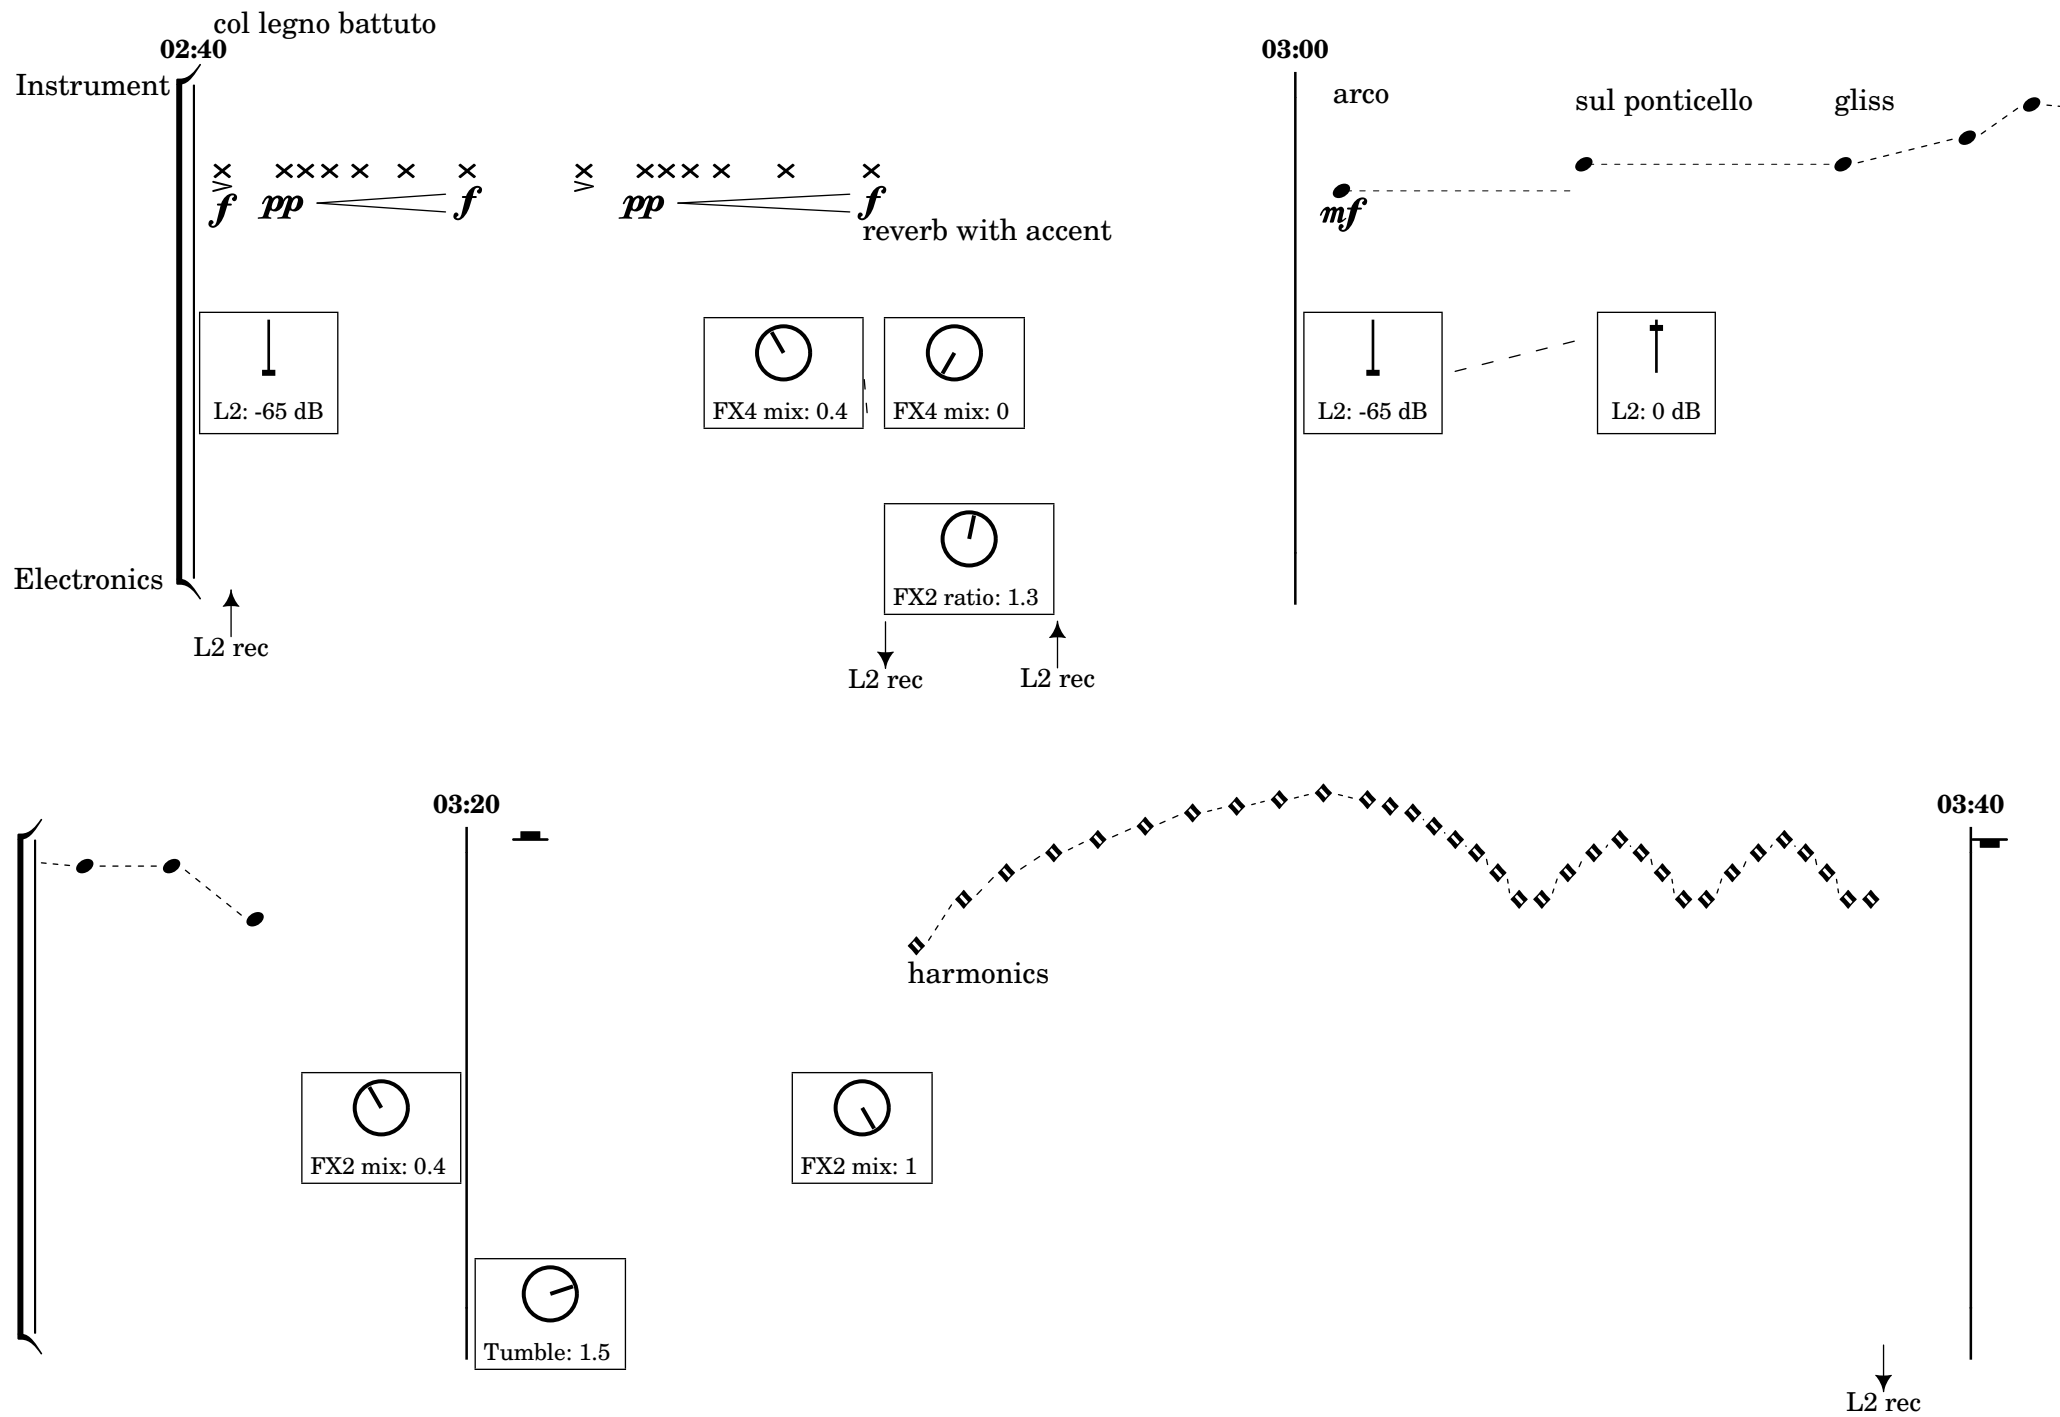 col legno battuto
02:40
03:00
Instrument
arco
sul ponticello
gliss
f pp f pp f
mf
reverb with accent
L2: -65 dB
FX4 mix: 0.4
FX4 mix: 0
L2: -65 dB
L2: 0 dB
FX2 ratio: 1.3
Electronics
L2 rec
L2 rec
L2 rec
03:20
03:40
harmonics
FX2 mix: 0.4
FX2 mix: 1
Tumble: 1.5
L2 rec